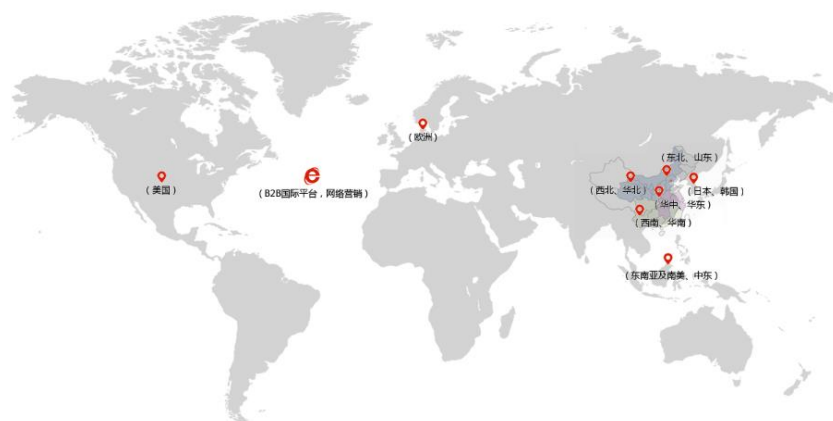 （欧洲）
（东北、山东）
（美国）
e
（B2B国际平台，网络营销）
（西北、华北）
（日本、韩国）
（华中、华东）
（西南、华南）
（东南亚及南美、中东）